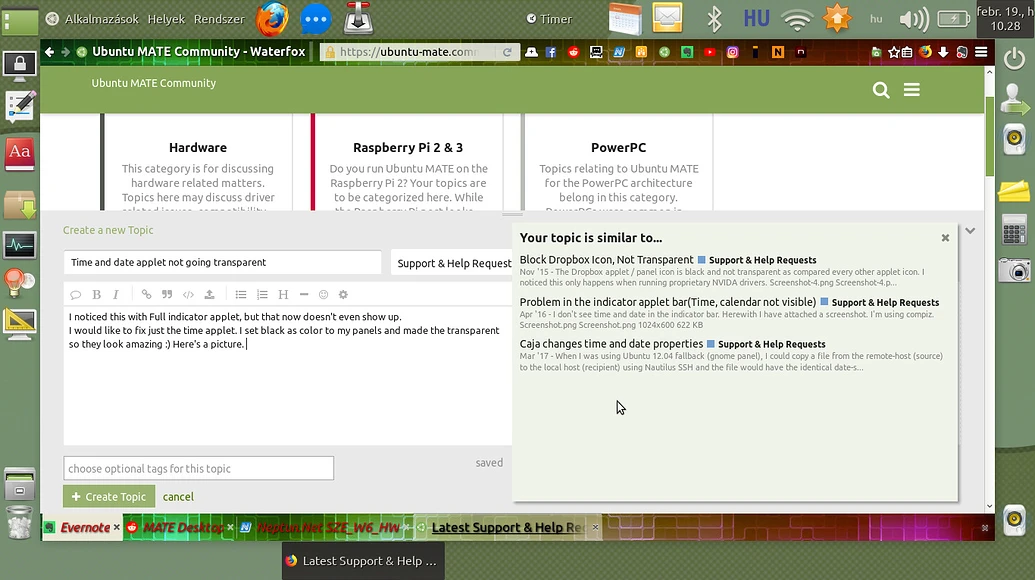 Alkalmazások Helyek Rendszer
Timer
HU
hu
febr. 19., h
10.28
Ubuntu MATE Community - Waterfox
https://ubuntu-mate.com
Ubuntu MATE Community
Hardware
This category is for discussing
hardware related matters.
Topics here may discuss driver
Raspberry Pi 2 & 3
Do you run Ubuntu MATE on the
Raspberry Pi 2? Your topics are
to be categorized here. While
PowerPC
Topics relating to Ubuntu MATE
for the PowerPC architecture
belong in this category.
Create a new Topic
Time and date applet not going transparent
Support & Help Request
B I H
I noticed this with Full indicator applet, but that now doesn't even show up.
I would like to fix just the time applet. I set black as color to my panels and made the transparent
so they look amazing :) Here's a picture.
Your topic is similar to...
Block Dropbox Icon, Not Transparent Support & Help Requests
Nov '15 - The Dropbox applet / panel icon is black and not transparent as compared every other applet icon. I
noticed this only happens when running proprietary NVIDA drivers. Screenshot-4.png Screenshot-4.p...
Problem in the indicator applet bar(Time, calendar not visible) Support & Help Requests
Apr '16 - I don't see time and date in the indicator bar. Herewith I have attached a screenshot. I'm using compiz.
Screenshot.png Screenshot.png 1024x600 622 KB
Caja changes time and date properties Support & Help Requests
Mar '17 - When I was using Ubuntu 12.04 fallback (gnome panel), I could copy a file from the remote-host (source)
to the local host (recipient) using Nautilus SSH and the file would have the identical date-s...
choose optional tags for this topic
saved
+ Create Topic cancel
Evernote
MATE Desktop
Neptun.Net SZE_W6_HW
Latest Support & Help Re
Latest Support & Help ...
Aa